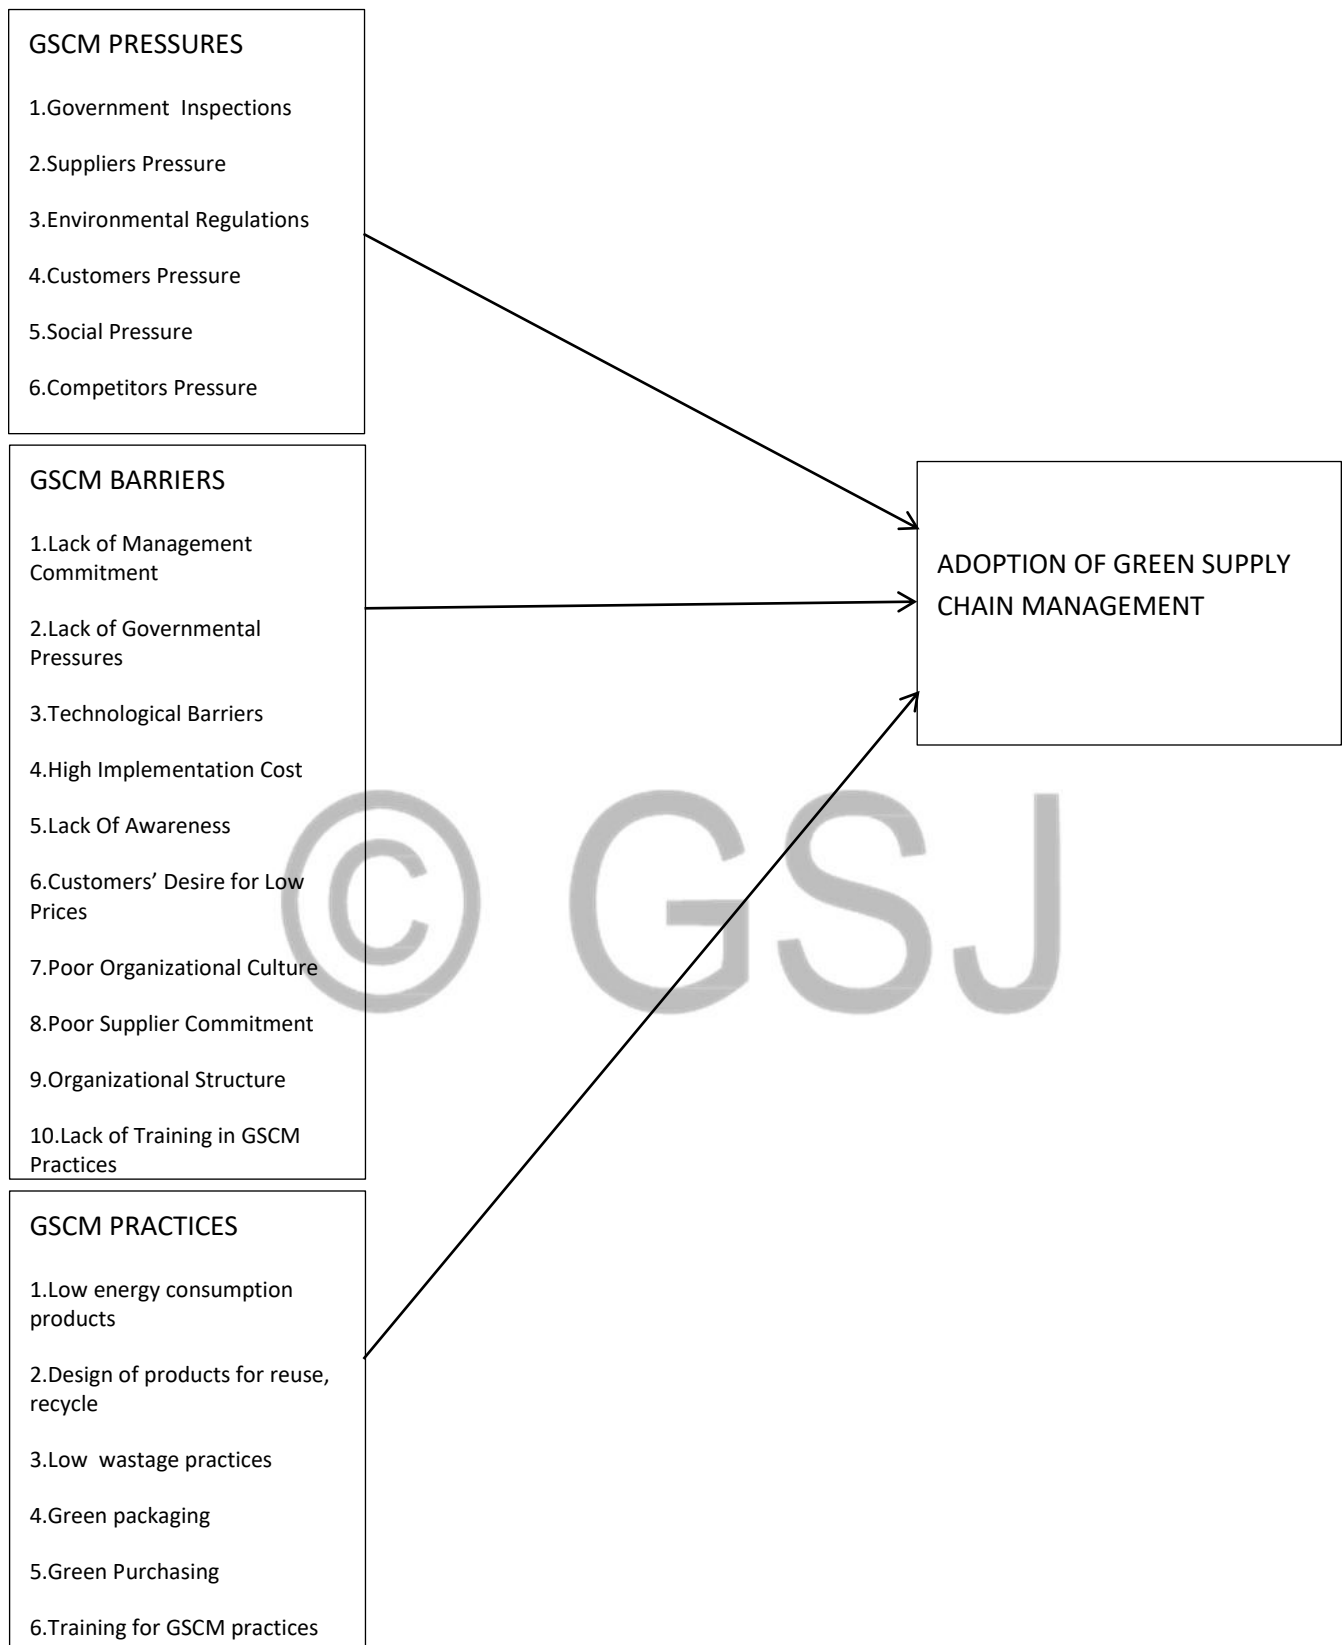 GSCM PRESSURES
1.Government  Inspections
2.Suppliers Pressure
3.Environmental Regulations
4.Customers Pressure
5.Social Pressure
6.Competitors Pressure
GSCM BARRIERS
1.Lack of Management
Commitment
2.Lack of Governmental
Pressures
3.Technological Barriers
4.High Implementation Cost
5.Lack Of Awareness
6.Customers’ Desire for Low
Prices
7.Poor Organizational Culture
8.Poor Supplier Commitment
9.Organizational Structure
10.Lack of Training in GSCM
Practices
GSCM PRACTICES
1.Low energy consumption
products
2.Design of products for reuse,
recycle
3.Low  wastage practices
4.Green packaging
5.Green Purchasing
6.Training for GSCM practices
ADOPTION OF GREEN SUPPLY
CHAIN MANAGEMENT
© GSJ